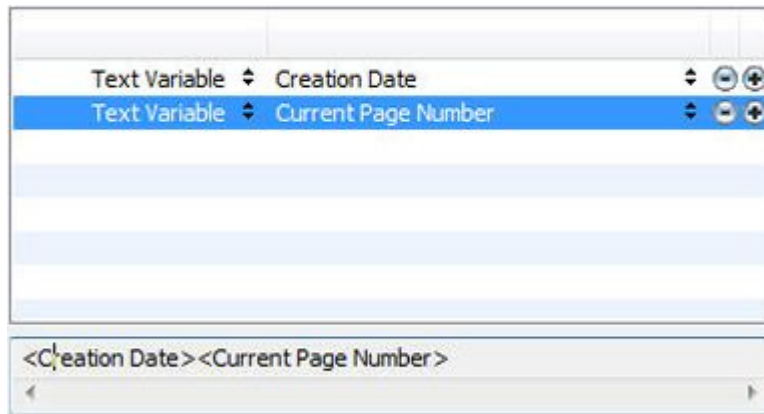 Text Variable Creation Date
Text Variable Current Page Number
<Creation Date><Current Page Number>